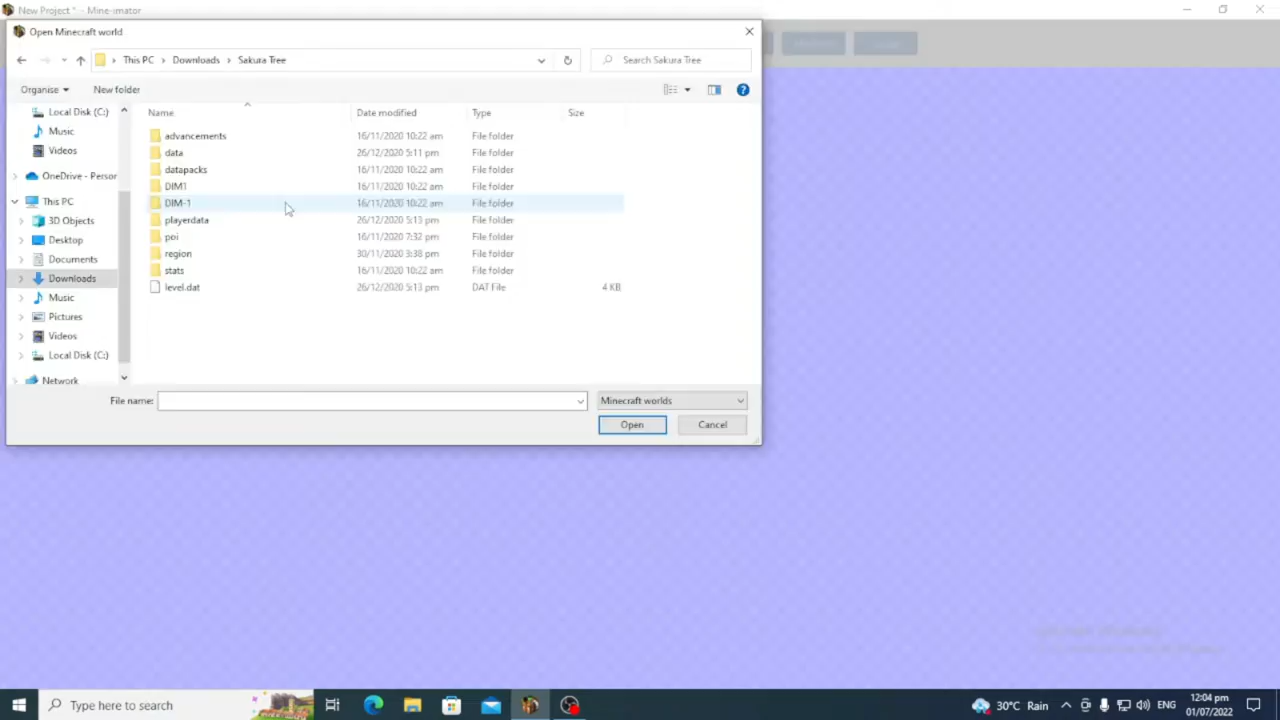 New Project * - Mine-imator
Open Minecraft world
This PC > Downloads > Sakura Tree
Search Sakura Tree
Organise
New folder
Name
Date modified
Type
Size
Local Disk (C:)
Music
Videos
OneDrive - Person
This PC
3D Objects
Desktop
Documents
Downloads
Music
Pictures
Videos
Local Disk (C:)
Network
advancements 16/11/2020 10:22 am File folder
data 26/12/2020 5:11 pm File folder
datapacks 16/11/2020 10:22 am File folder
DIM1 16/11/2020 10:22 am File folder
DIM-1 16/11/2020 10:22 am File folder
playerdata 26/12/2020 5:13 pm File folder
poi 16/11/2020 7:32 pm File folder
region 30/11/2020 3:38 pm File folder
stats 16/11/2020 10:22 am File folder
level.dat 26/12/2020 5:13 pm DAT File 4 KB
File name:
Minecraft worlds
Open
Cancel
Type here to search
30°C Rain
ENG
12:04 pm
01/07/2022